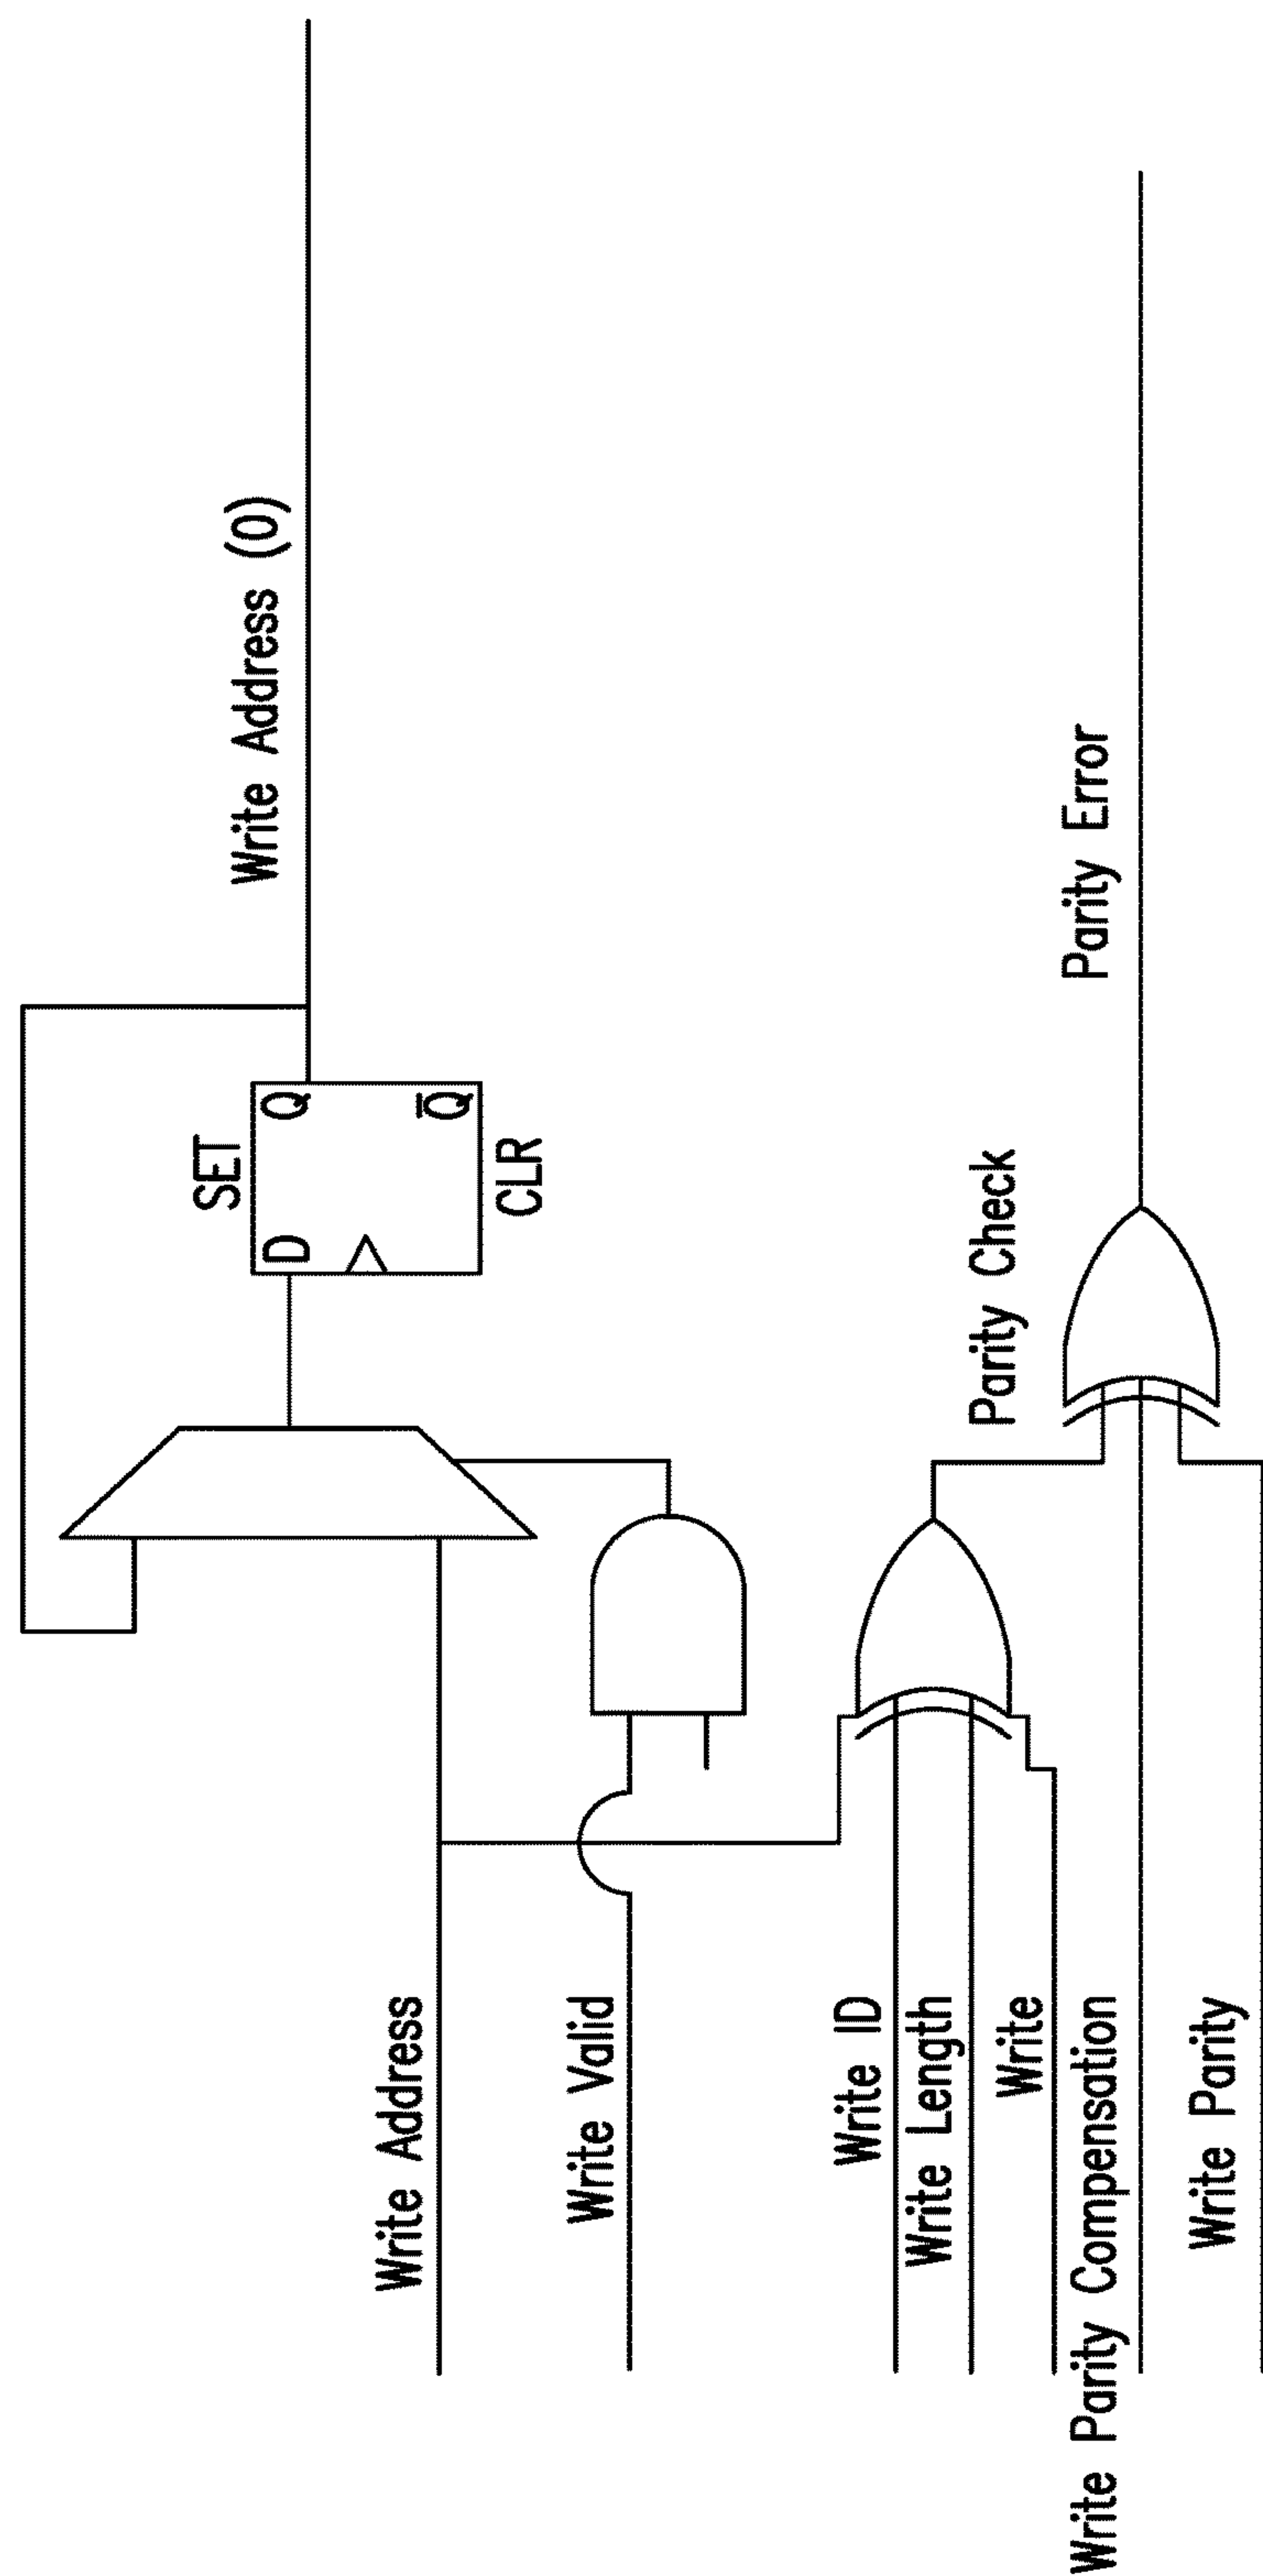 Write Address (0)
SET
D
Q
Q̅
CLR
Write Address
Write Valid
Parity Check
Parity Error
Write ID
Write Length
Write
Write Parity Compensation
Write Parity